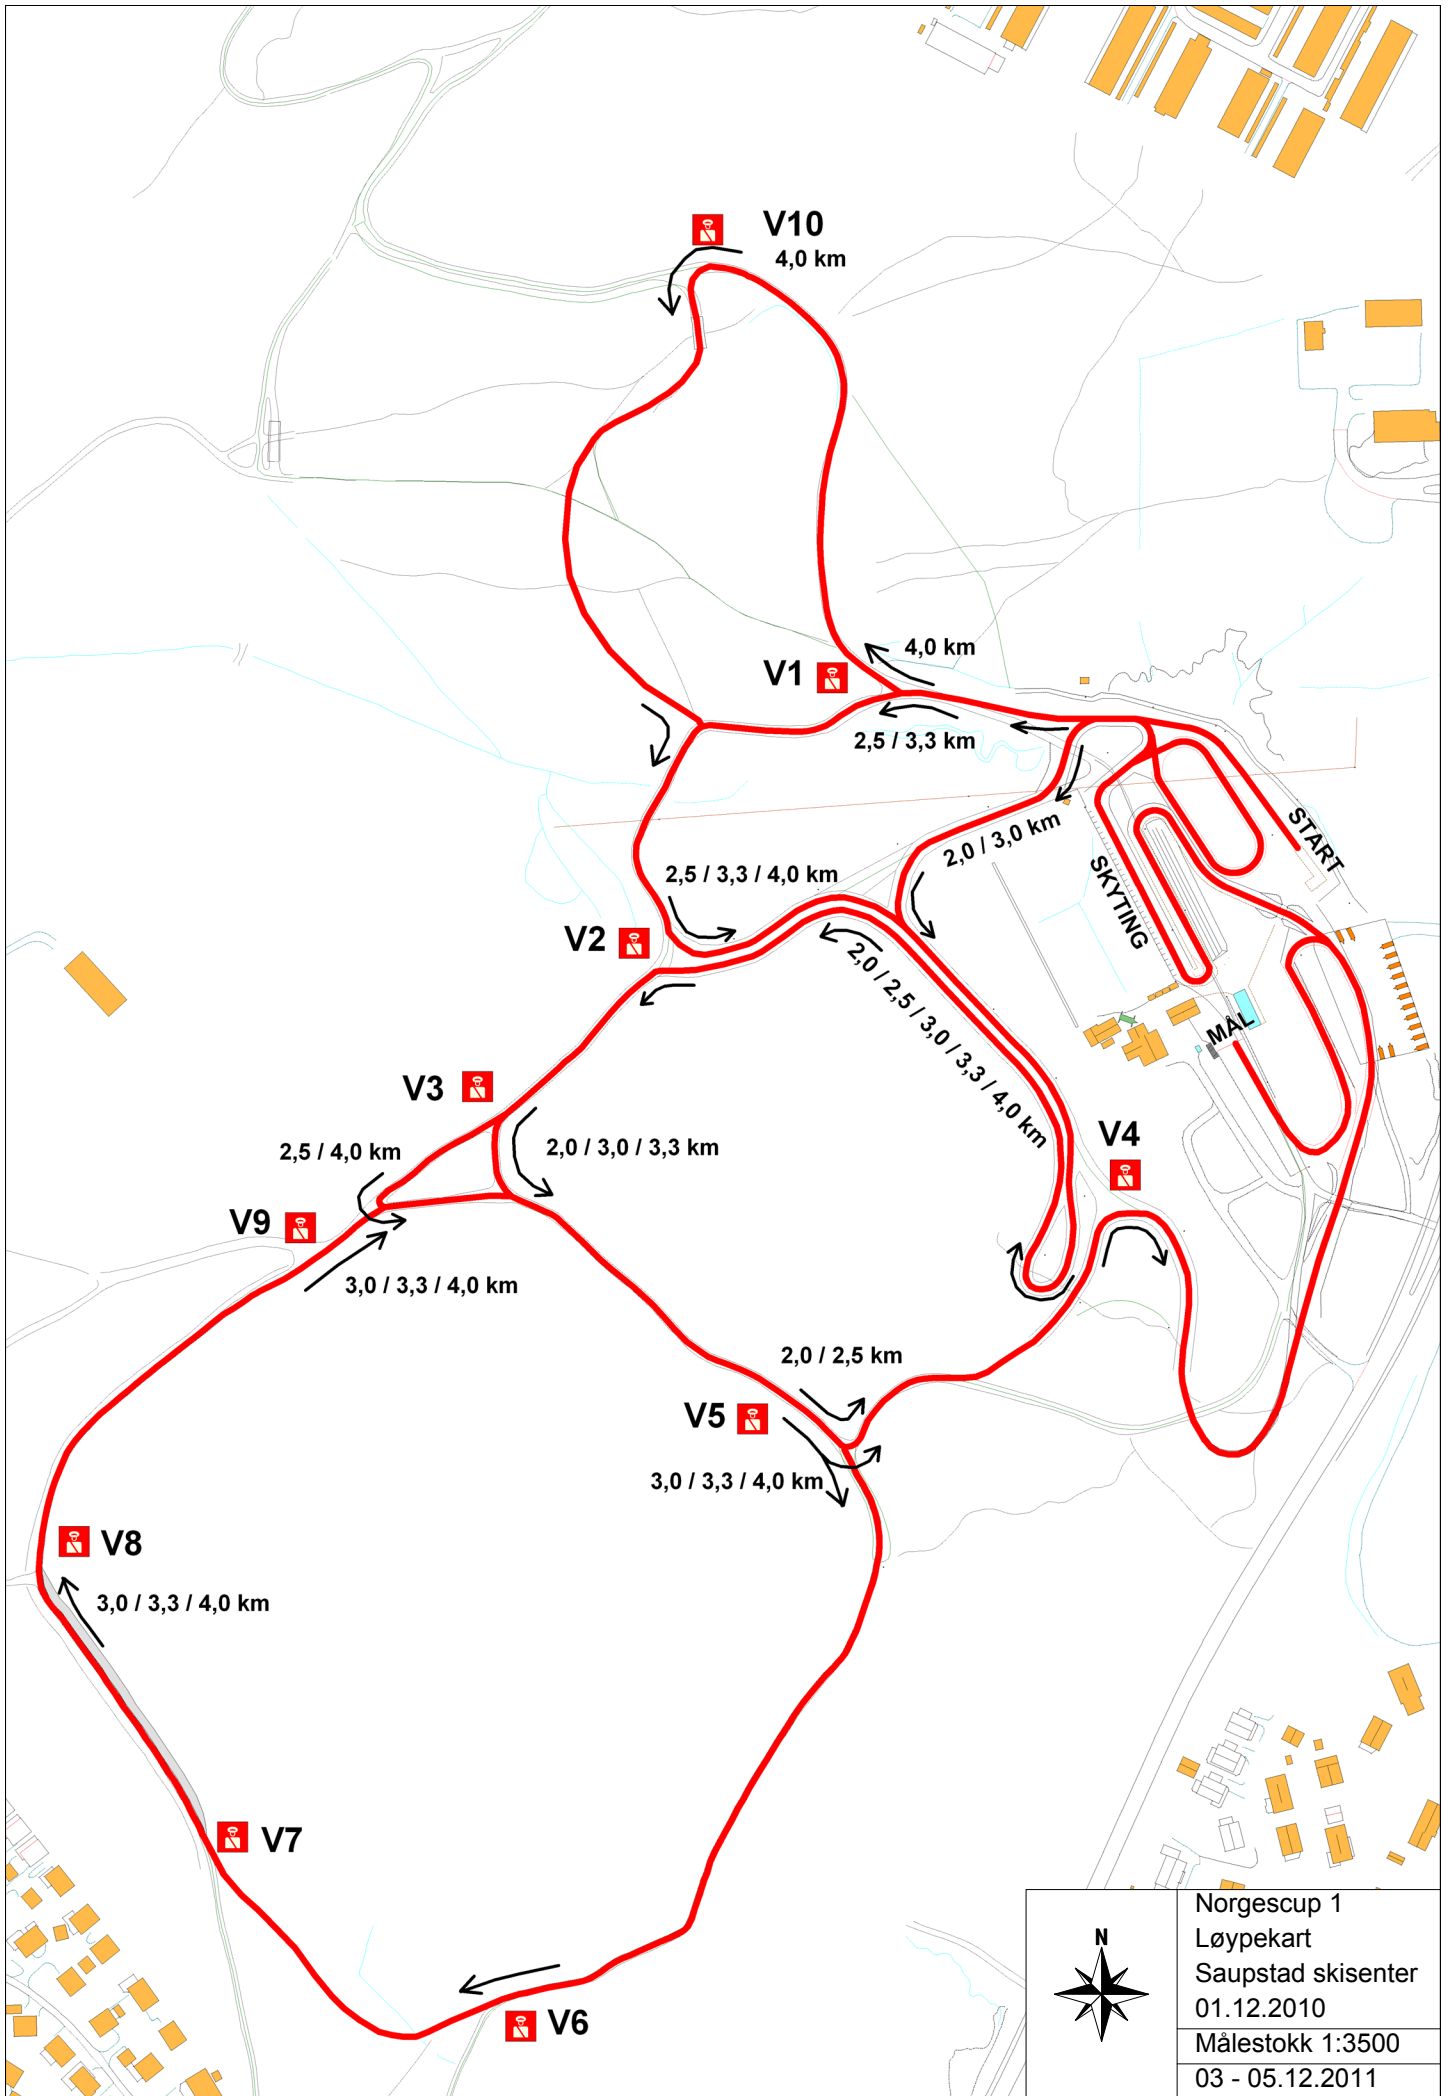 V10
4,0 km
4,0 km
V1
2,5 / 3,3 km
START
2,0 / 3,0 km
SKYTING
2,5 / 3,3 / 4,0 km
V2
2,0 / 2,5 / 3,0 / 3,3 / 4,0 km
MÅL
V3
2,5 / 4,0 km
2,0 / 3,0 / 3,3 km
V4
V9
3,0 / 3,3 / 4,0 km
2,0 / 2,5 km
V5
3,0 / 3,3 / 4,0 km
V8
3,0 / 3,3 / 4,0 km
V7
V6
N
Norgescup 1
Løypekart
Saupstad skisenter
01.12.2010
Målestokk 1:3500
03 - 05.12.2011